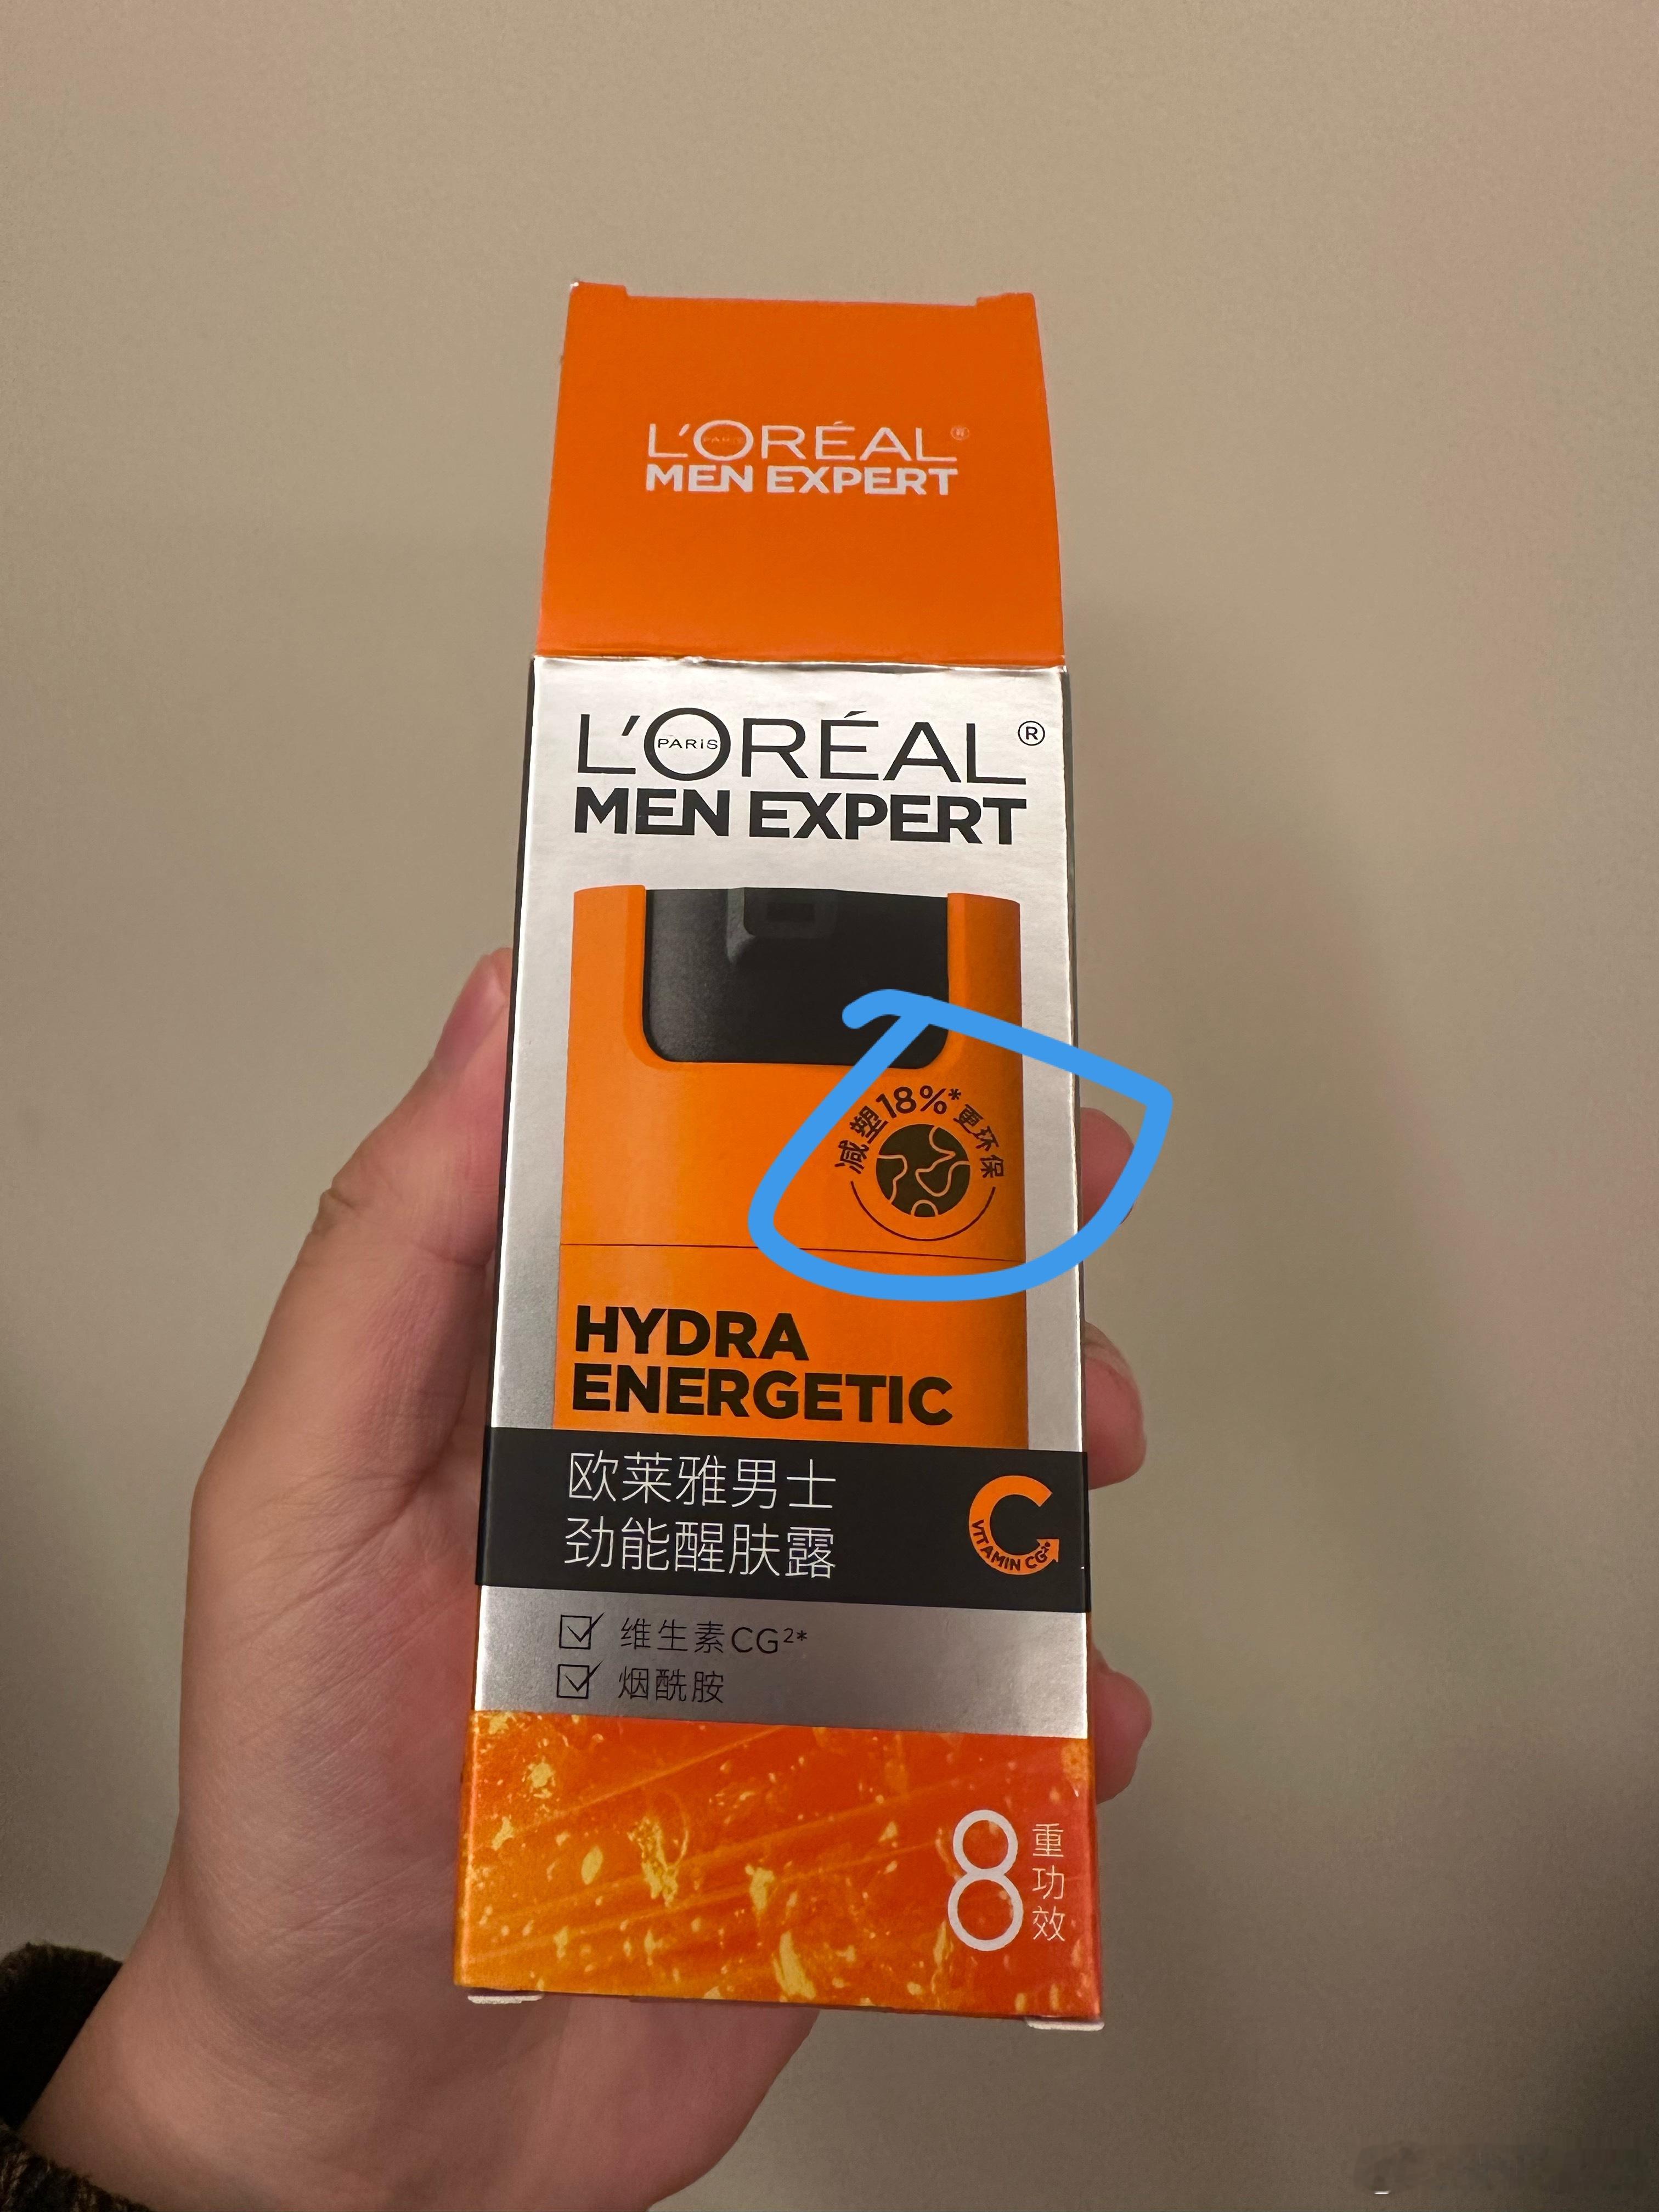 L'ORÉAL®
PARIS
MEN EXPERT
L'ORÉAL®
PARIS
MEN EXPERT
减塑18%*更环保
HYDRA
ENERGETIC
欧莱雅男士
劲能醒肤露
VITAMIN CG²*
维生素CG²*
烟酰胺
8重功效